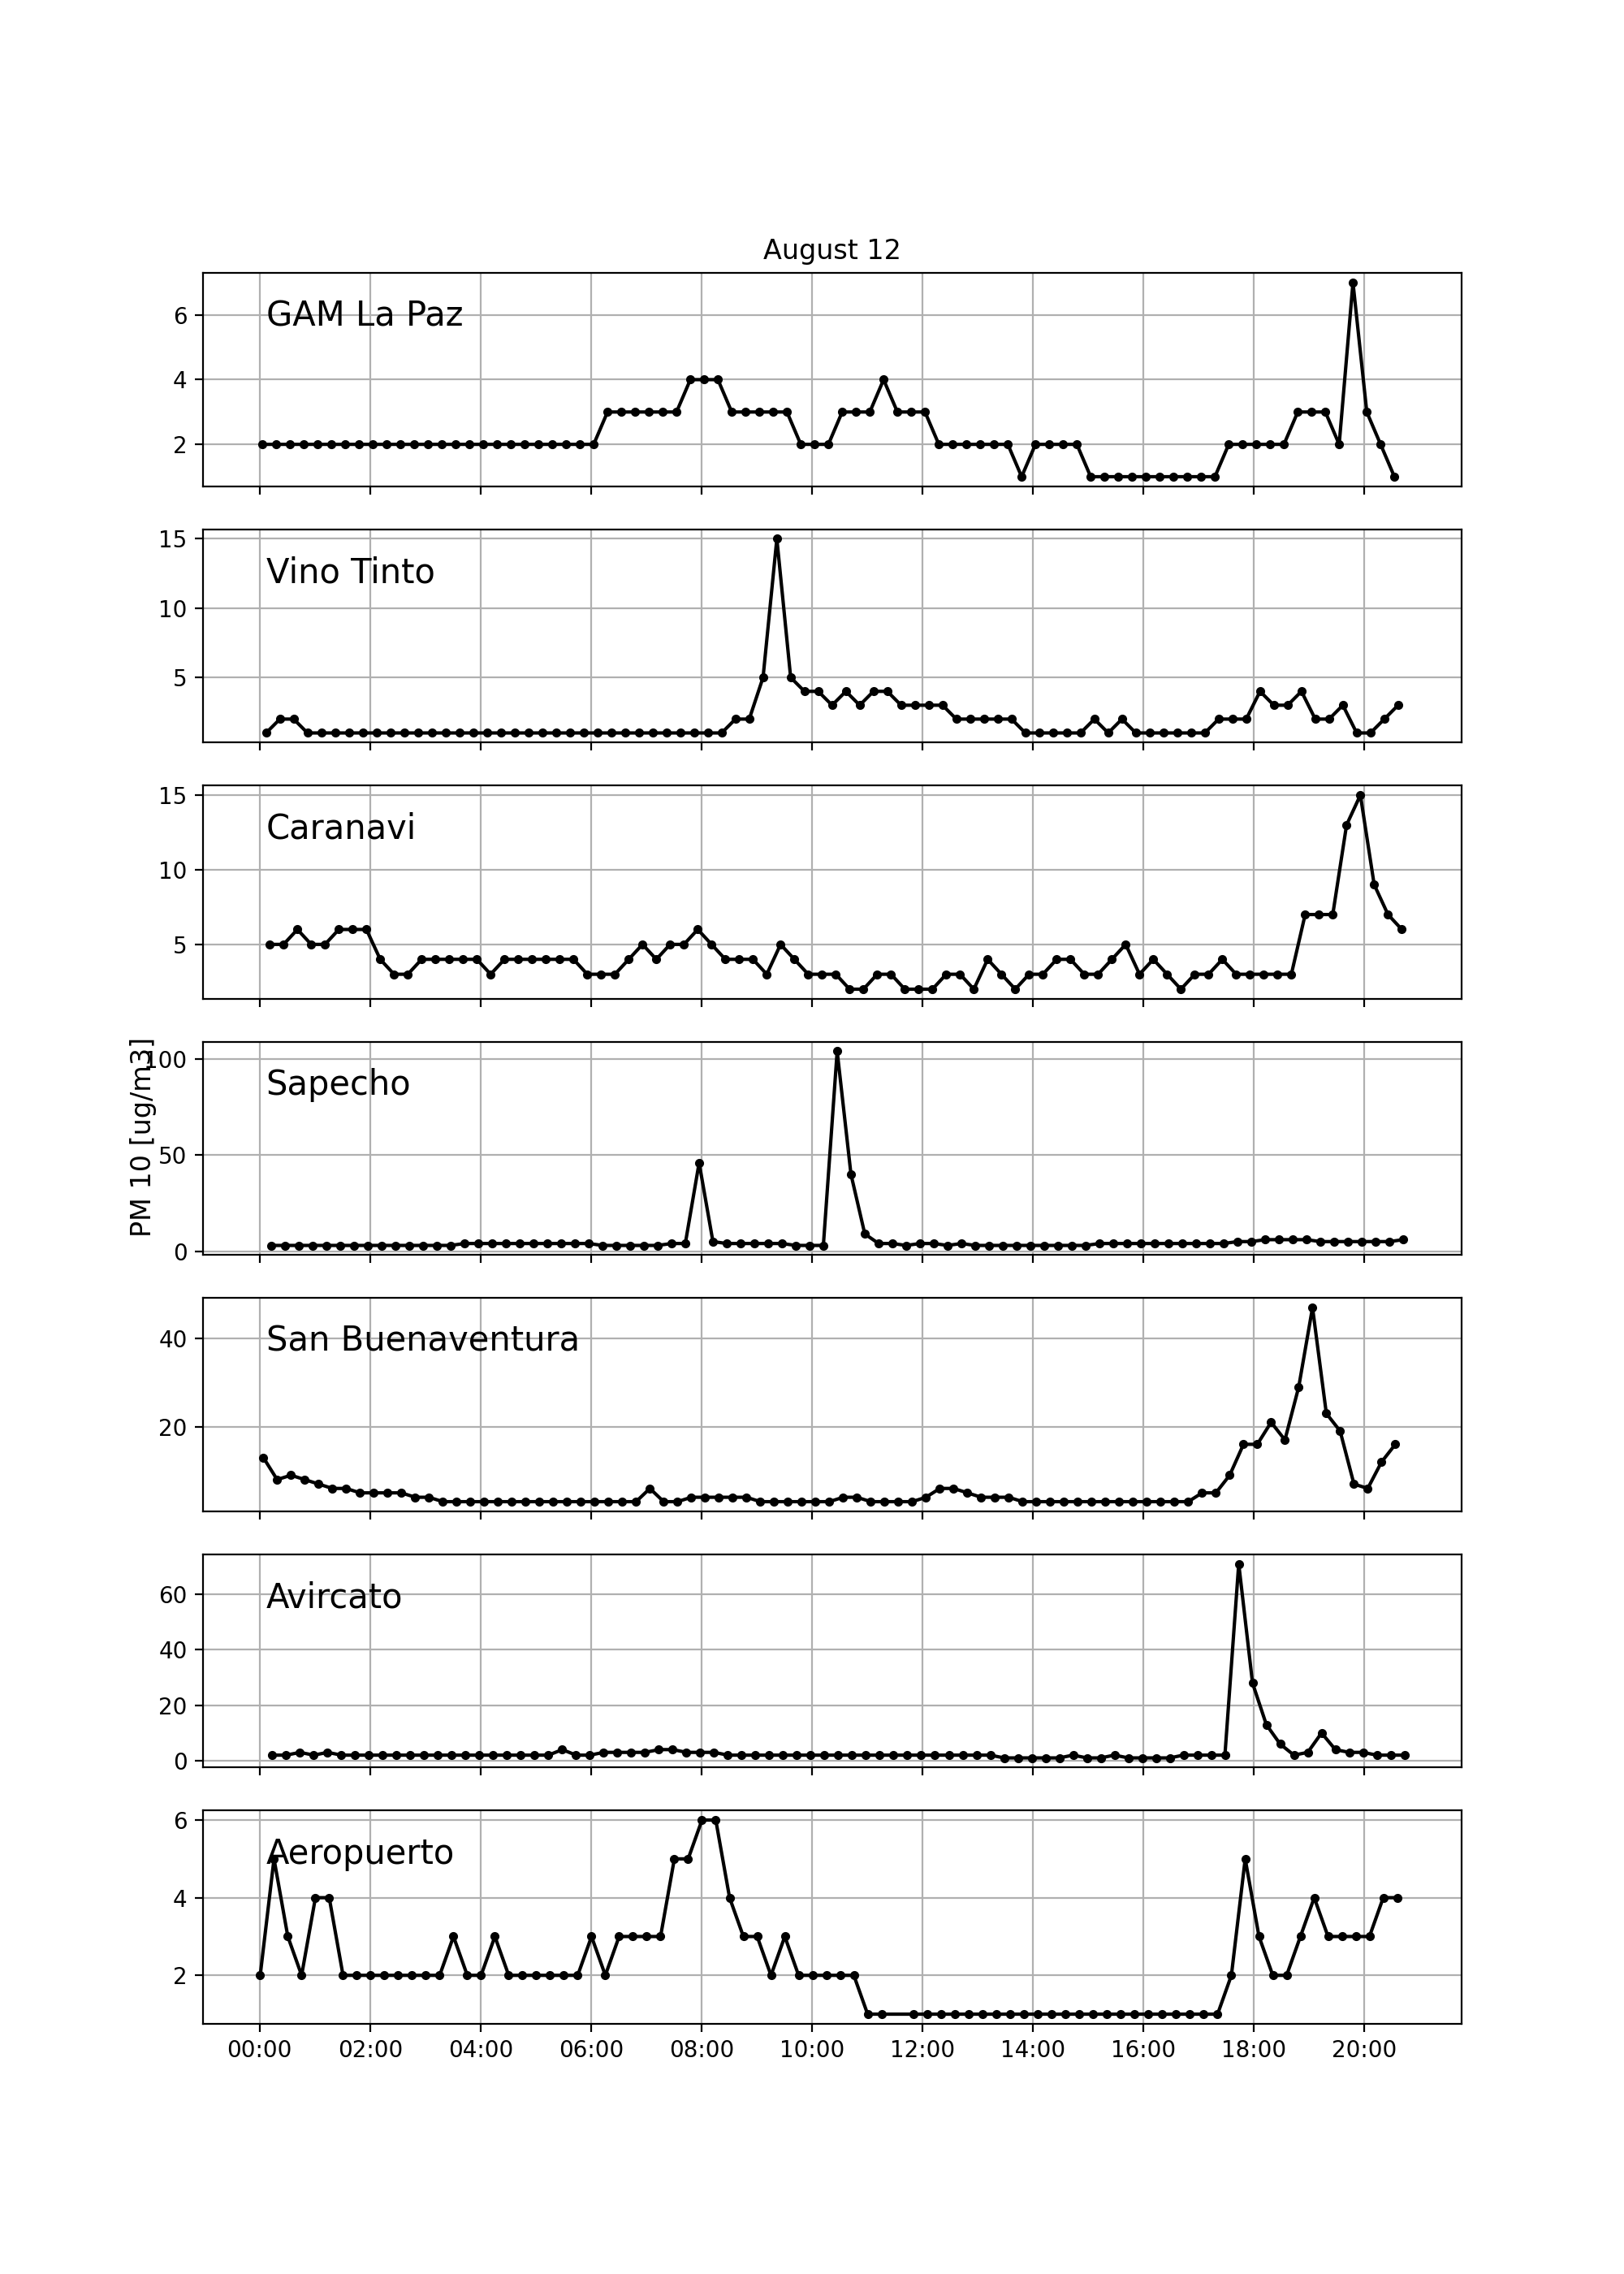 August 12
GAM La Paz
6
4
2
Vino Tinto
15
10
5
Caranavi
15
10
5
PM 10 [ug/m3]
Sapecho
100
50
0
San Buenaventura
40
20
Avircato
60
40
20
0
Aeropuerto
6
4
2
00:00 02:00 04:00 06:00 08:00 10:00 12:00 14:00 16:00 18:00 20:00